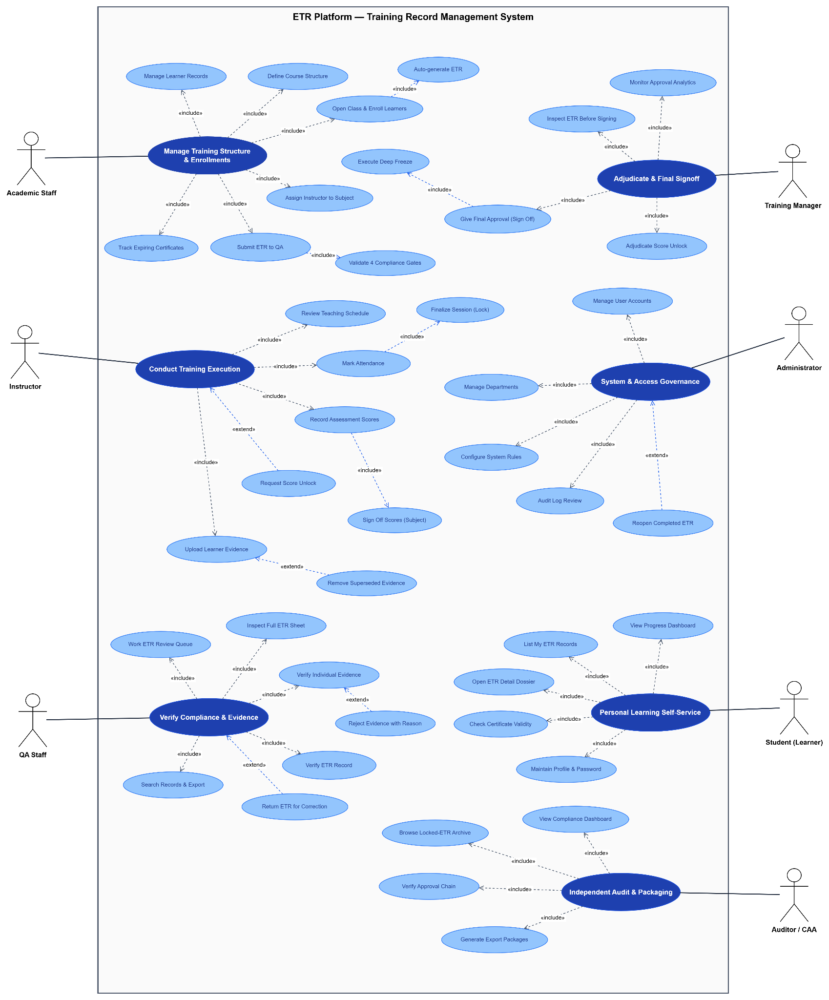 ETR Platform — Training Record Management System
Auto-generate ETR
Manage Learner Records
Define Course Structure
Monitor Approval Analytics
«include»
Open Class & Enroll Learners
«include»
«include»
Inspect ETR Before Signing
«include»
«include»
«include»
Manage Training Structure
& Enrollments
Execute Deep Freeze
Adjudicate & Final Signoff
«include»
Academic Staff
«include»
Assign Instructor to Subject
«include»
«include»
«include»
Training Manager
«include»
Give Final Approval (Sign Off)
Track Expiring Certificates
Submit ETR to QA
Adjudicate Score Unlock
«include»
Validate 4 Compliance Gates
Manage User Accounts
Review Teaching Schedule
Finalize Session (Lock)
«include»
«include»
«include»
Mark Attendance
«include»
Conduct Training Execution
Administrator
System & Access Governance
Instructor
Manage Departments
«include»
«include»
Record Assessment Scores
«include»
«extend»
«include»
«include»
Configure System Rules
«extend»
«include»
Request Score Unlock
Audit Log Review
Sign Off Scores (Subject)
Reopen Completed ETR
Upload Learner Evidence
«extend»
Remove Superseded Evidence
Inspect Full ETR Sheet
View Progress Dashboard
Work ETR Review Queue
List My ETR Records
«include»
«include»
Verify Individual Evidence
«include»
«include»
Open ETR Detail Dossier
«include»
«extend»
«include»
Verify Compliance & Evidence
Personal Learning Self-Service
«include»
Reject Evidence with Reason
Check Certificate Validity
Student (Learner)
«include»
«include»
QA Staff
«include»
«extend»
Verify ETR Record
Maintain Profile & Password
Search Records & Export
Return ETR for Correction
View Compliance Dashboard
Browse Locked-ETR Archive
«include»
«include»
Verify Approval Chain
«include»
Independent Audit & Packaging
«include»
Auditor / CAA
Generate Export Packages